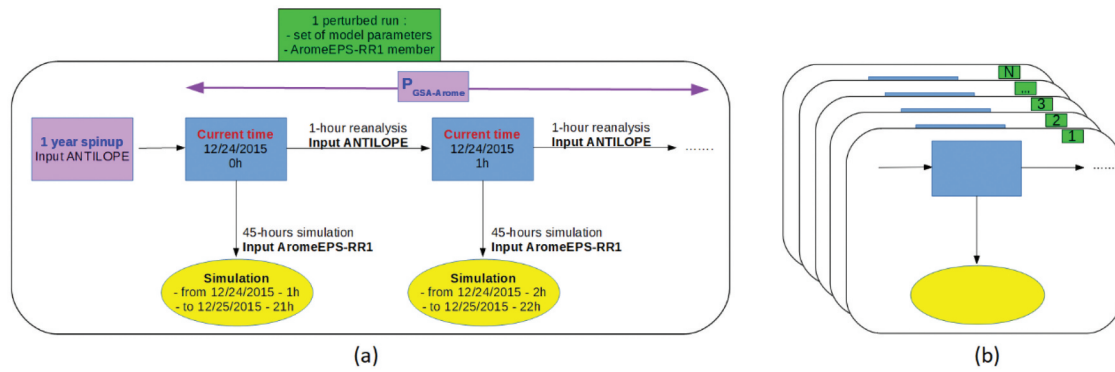 1 perturbed run :
- set of model parameters
- AromeEPS-RR1 member
P GSA-Arome
1 year spinup
Input ANTILOPE
Current time
12/24/2015
0h
1-hour reanalysis
Input ANTILOPE
Current time
12/24/2015
1h
1-hour reanalysis
Input ANTILOPE
.......
45-hours simulation
Input AromeEPS-RR1
45-hours simulation
Input AromeEPS-RR1
Simulation
- from 12/24/2015 - 1h
- to 12/25/2015 - 21h
Simulation
- from 12/24/2015 - 2h
- to 12/25/2015 - 22h
(a)
N
...
3
2
1
......
(b)